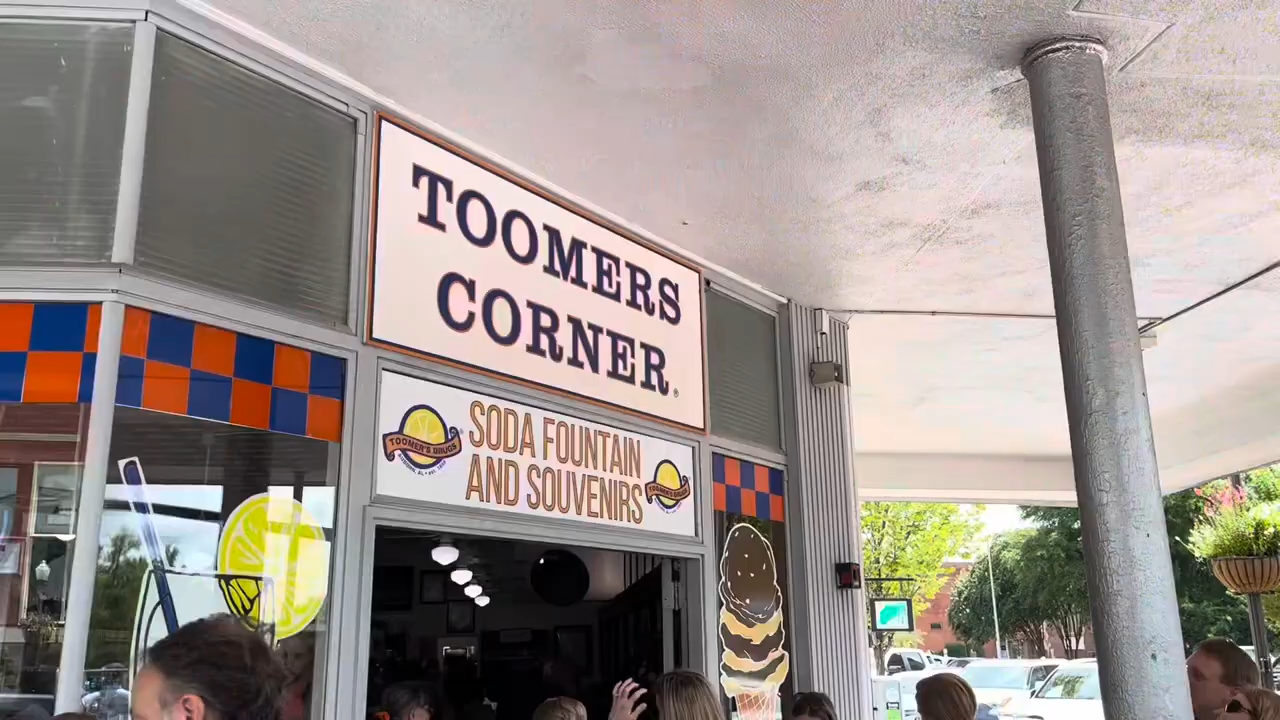 TOOMERS
CORNER®
SODA FOUNTAIN
AND SOUVENIRS
TOOMER'S DRUGS
TOOMER'S DRUGS